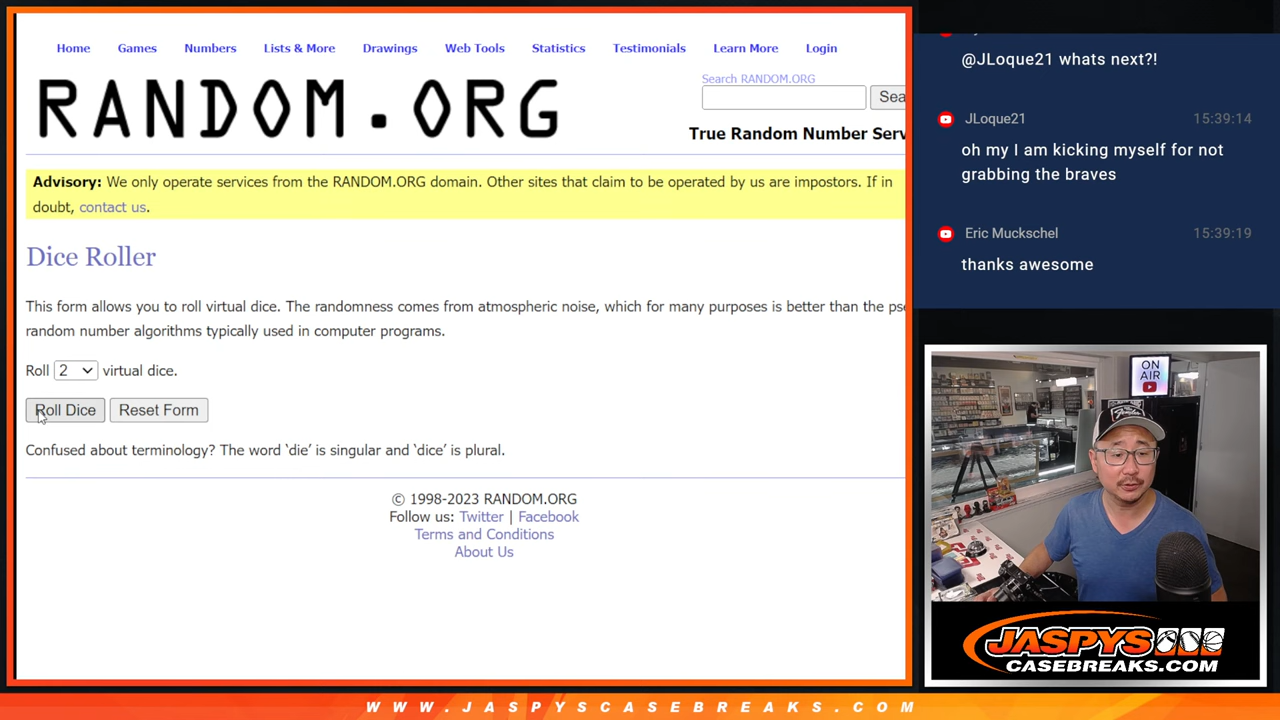 Home Games Numbers Lists & More Drawings Web Tools Statistics Testimonials Learn More Login
RANDOM.ORG
Search RANDOM.ORG
Sea
True Random Number Serv
Advisory: We only operate services from the RANDOM.ORG domain. Other sites that claim to be operated by us are impostors. If in
doubt, contact us.
Dice Roller
This form allows you to roll virtual dice. The randomness comes from atmospheric noise, which for many purposes is better than the pse
random number algorithms typically used in computer programs.
Roll 2 virtual dice.
Roll Dice Reset Form
Confused about terminology? The word ‘die’ is singular and ‘dice’ is plural.
© 1998-2023 RANDOM.ORG
Follow us: Twitter | Facebook
Terms and Conditions
About Us
@JLoque21 whats next?!
JLoque21 15:39:14
oh my I am kicking myself for not
grabbing the braves
Eric Muckschel 15:39:19
thanks awesome
ON
AIR
JASPYS
CASEBREAKS.COM
WWW.JASPYSCASEBREAKS.COM